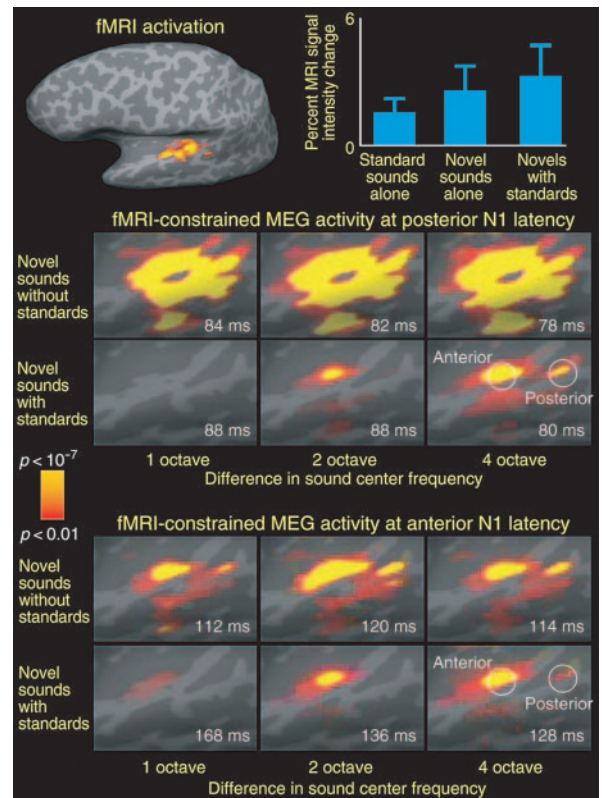 fMRI activation
Percent MRI signal
intensity change
6
0
Standard
sounds
alone
Novel
sounds
alone
Novels
with
standards
fMRI-constrained MEG activity at posterior N1 latency
Novel
sounds
without
standards
84 ms
82 ms
78 ms
Novel
sounds
with
standards
88 ms
88 ms
Anterior
Posterior
80 ms
1 octave
2 octave
4 octave
Difference in sound center frequency
p < 10⁻⁷
p < 0.01
fMRI-constrained MEG activity at anterior N1 latency
Novel
sounds
without
standards
112 ms
120 ms
114 ms
Novel
sounds
with
standards
168 ms
136 ms
Anterior
Posterior
128 ms
1 octave
2 octave
4 octave
Difference in sound center frequency